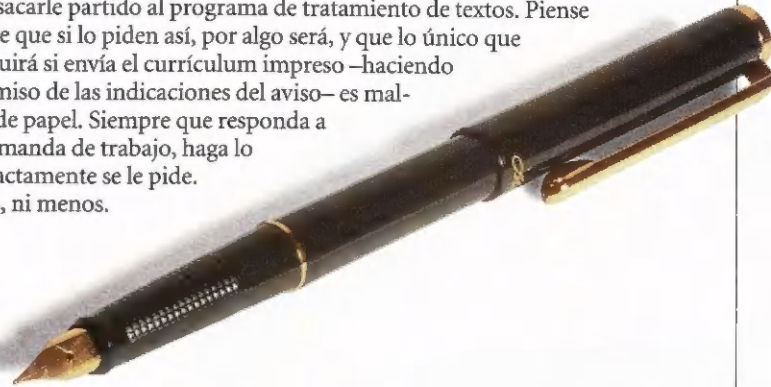 sacarle partido al programa de tratamiento de textos. Piense
e que si lo piden así, por algo será, y que lo único que
uirá si envía el currículum impreso –haciendo
miso de las indicaciones del aviso– es mal-
de papel. Siempre que responda a
manda de trabajo, haga lo
actamente se le pide.
, ni menos.